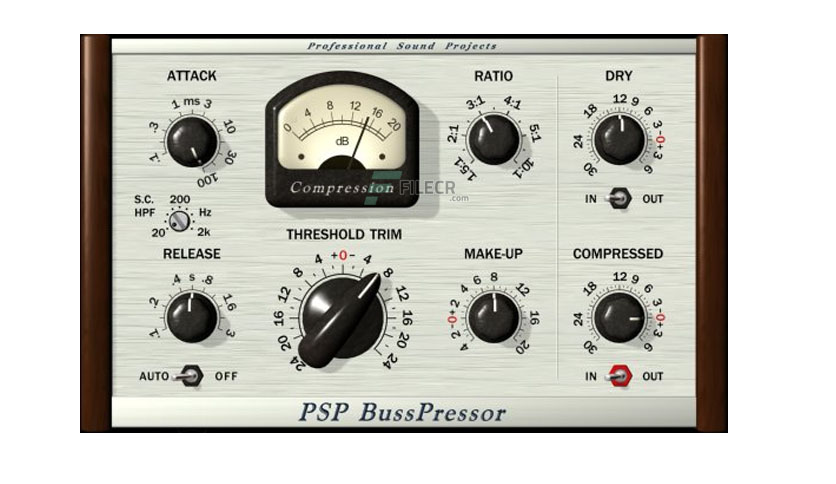 Professional Sound Projects
ATTACK
.1 .3 1 ms 3 10 30 100
0 4 8 12 16 20
dB
Compression
FILECR
.com
RATIO
1.5:1 2:1 3:1 4:1 5:1 10:1
DRY
30 24 18 12 9 6 3 -0+ 3 6
IN OUT
S.C.
HPF
20 200 Hz 2k
RELEASE
.1 .2 .4 s .8 1.6 3
AUTO OFF
THRESHOLD TRIM
24 20 16 12 8 4 +0- 4 8 12 16 20 24
MAKE-UP
4 2 -0+ 2 4 6 8 12 16 20
COMPRESSED
30 24 18 12 9 6 3 -0+ 3 6
IN OUT
PSP BussPressor